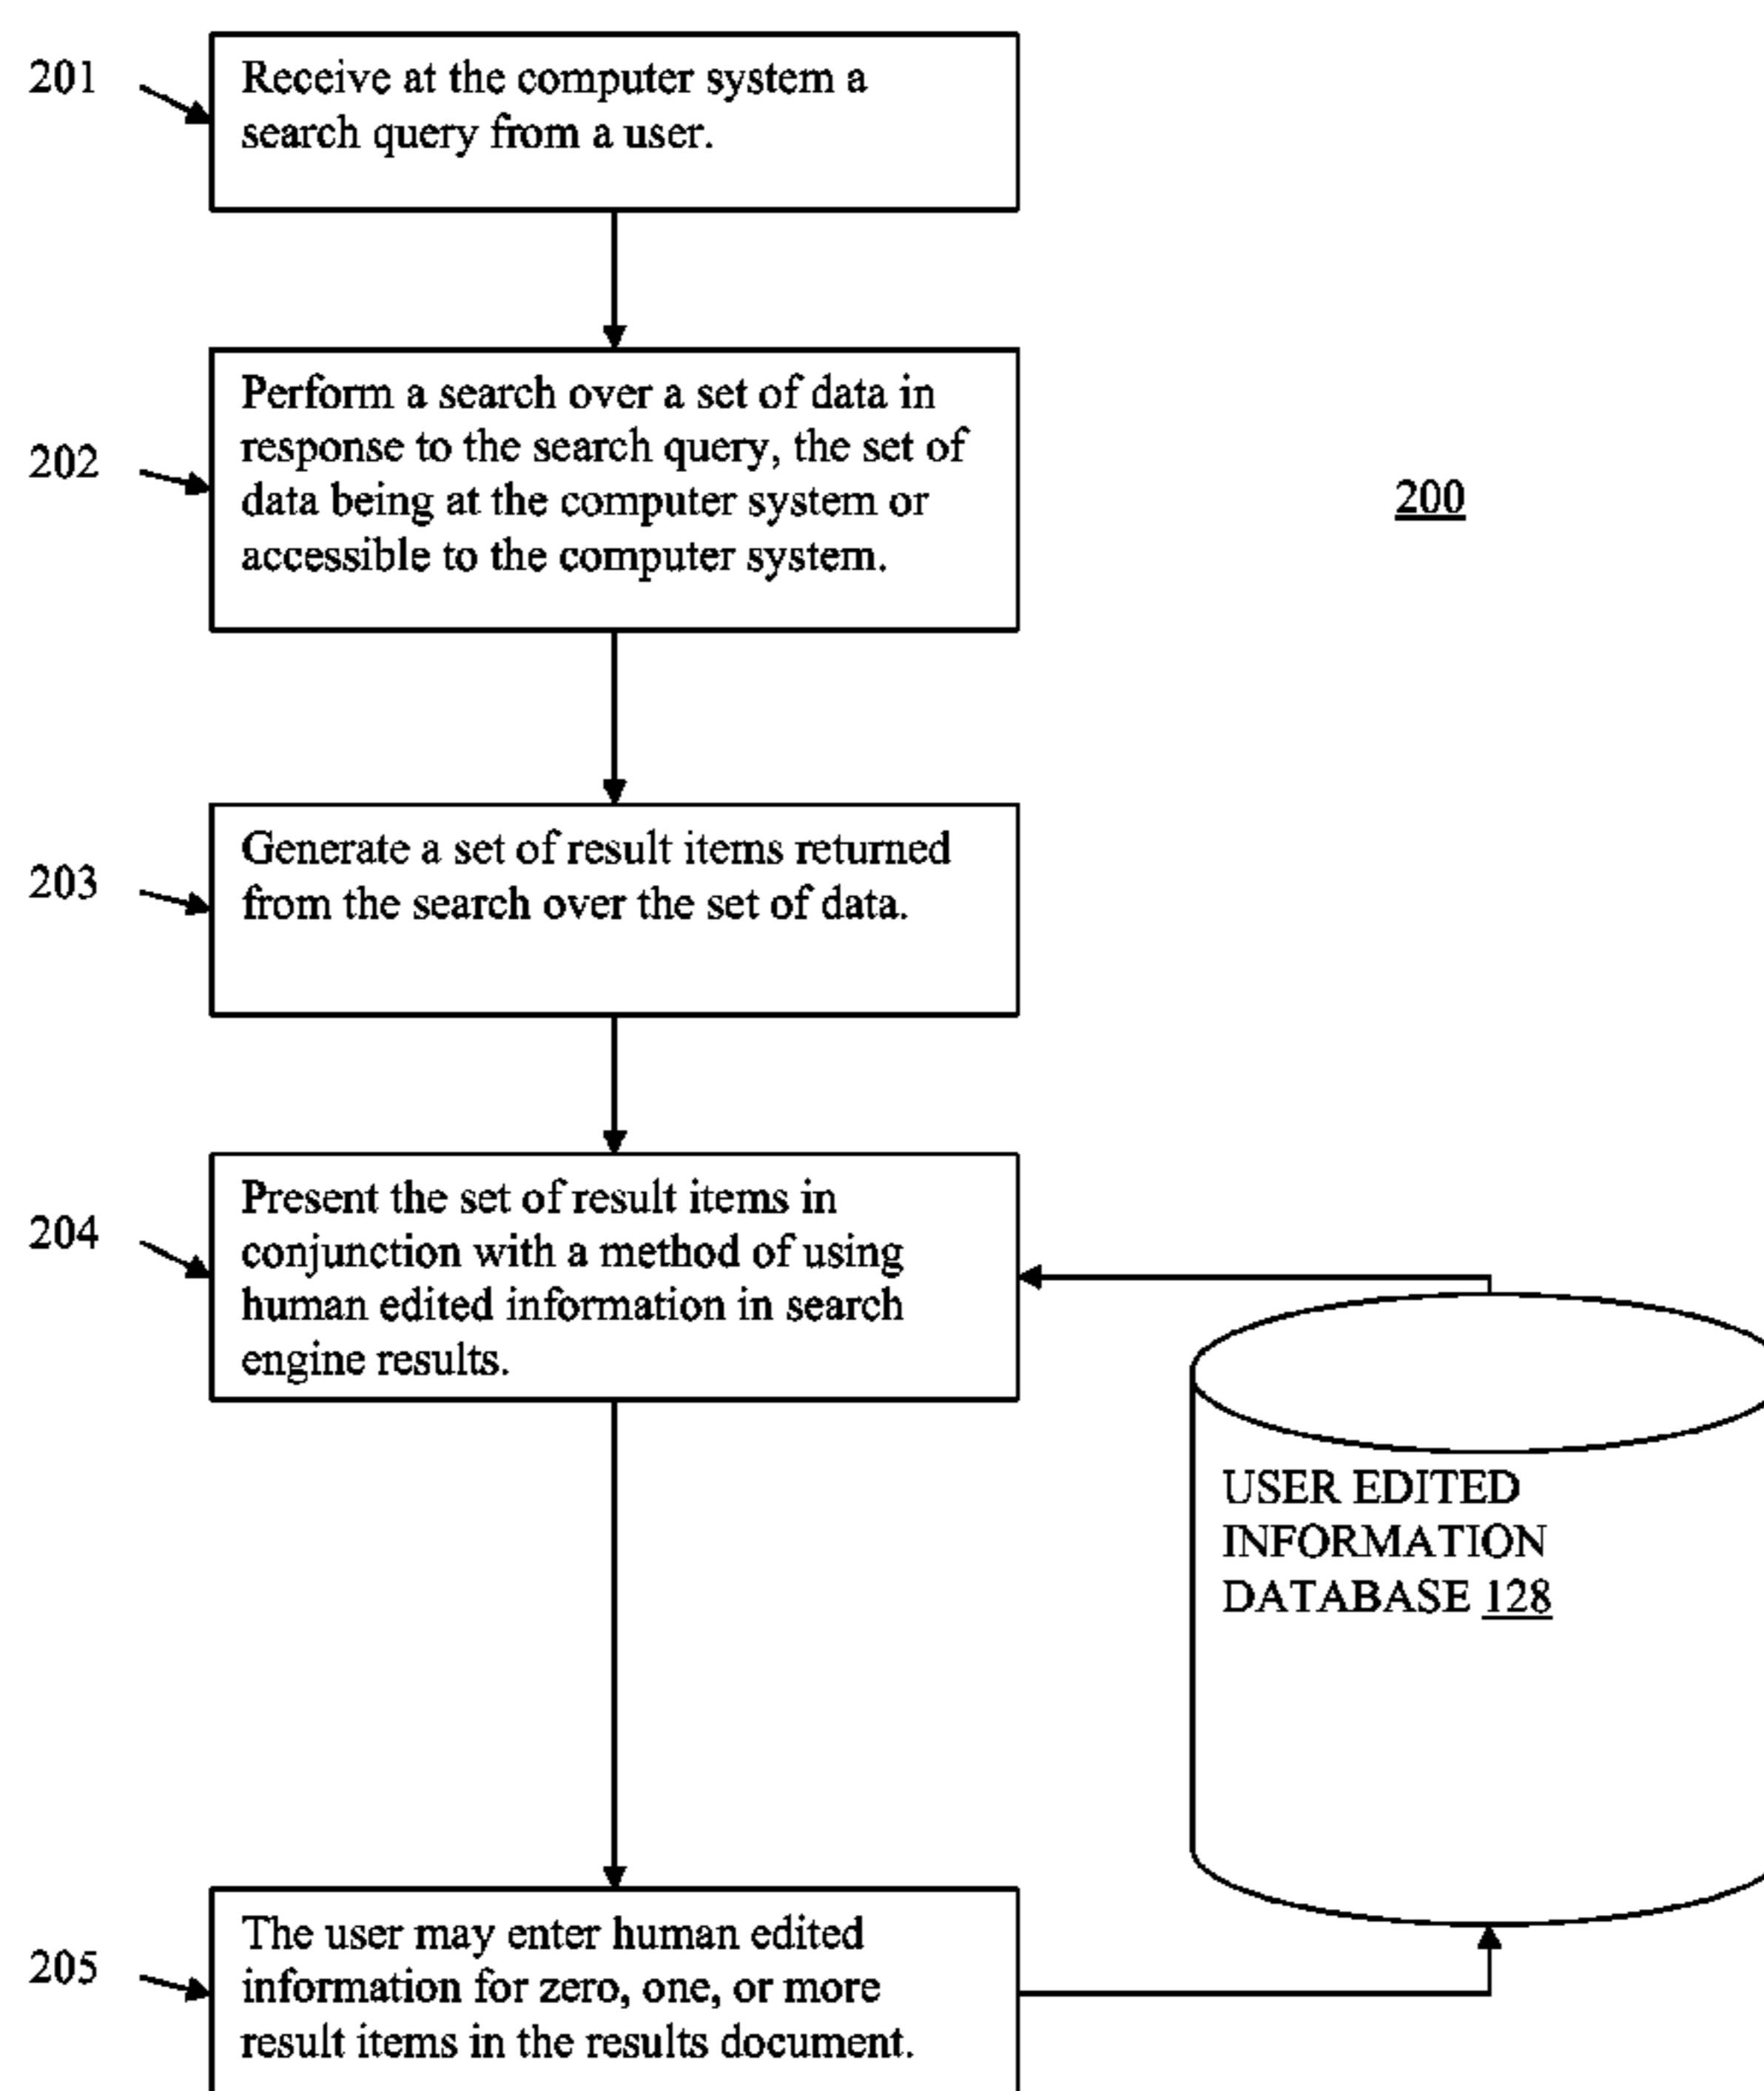 201
Receive at the computer system a
search query from a user.
202
Perform a search over a set of data in
response to the search query, the set of
data being at the computer system or
accessible to the computer system.
200
203
Generate a set of result items returned
from the search over the set of data.
204
Present the set of result items in
conjunction with a method of using
human edited information in search
engine results.
USER EDITED
INFORMATION
DATABASE 128
205
The user may enter human edited
information for zero, one, or more
result items in the results document.